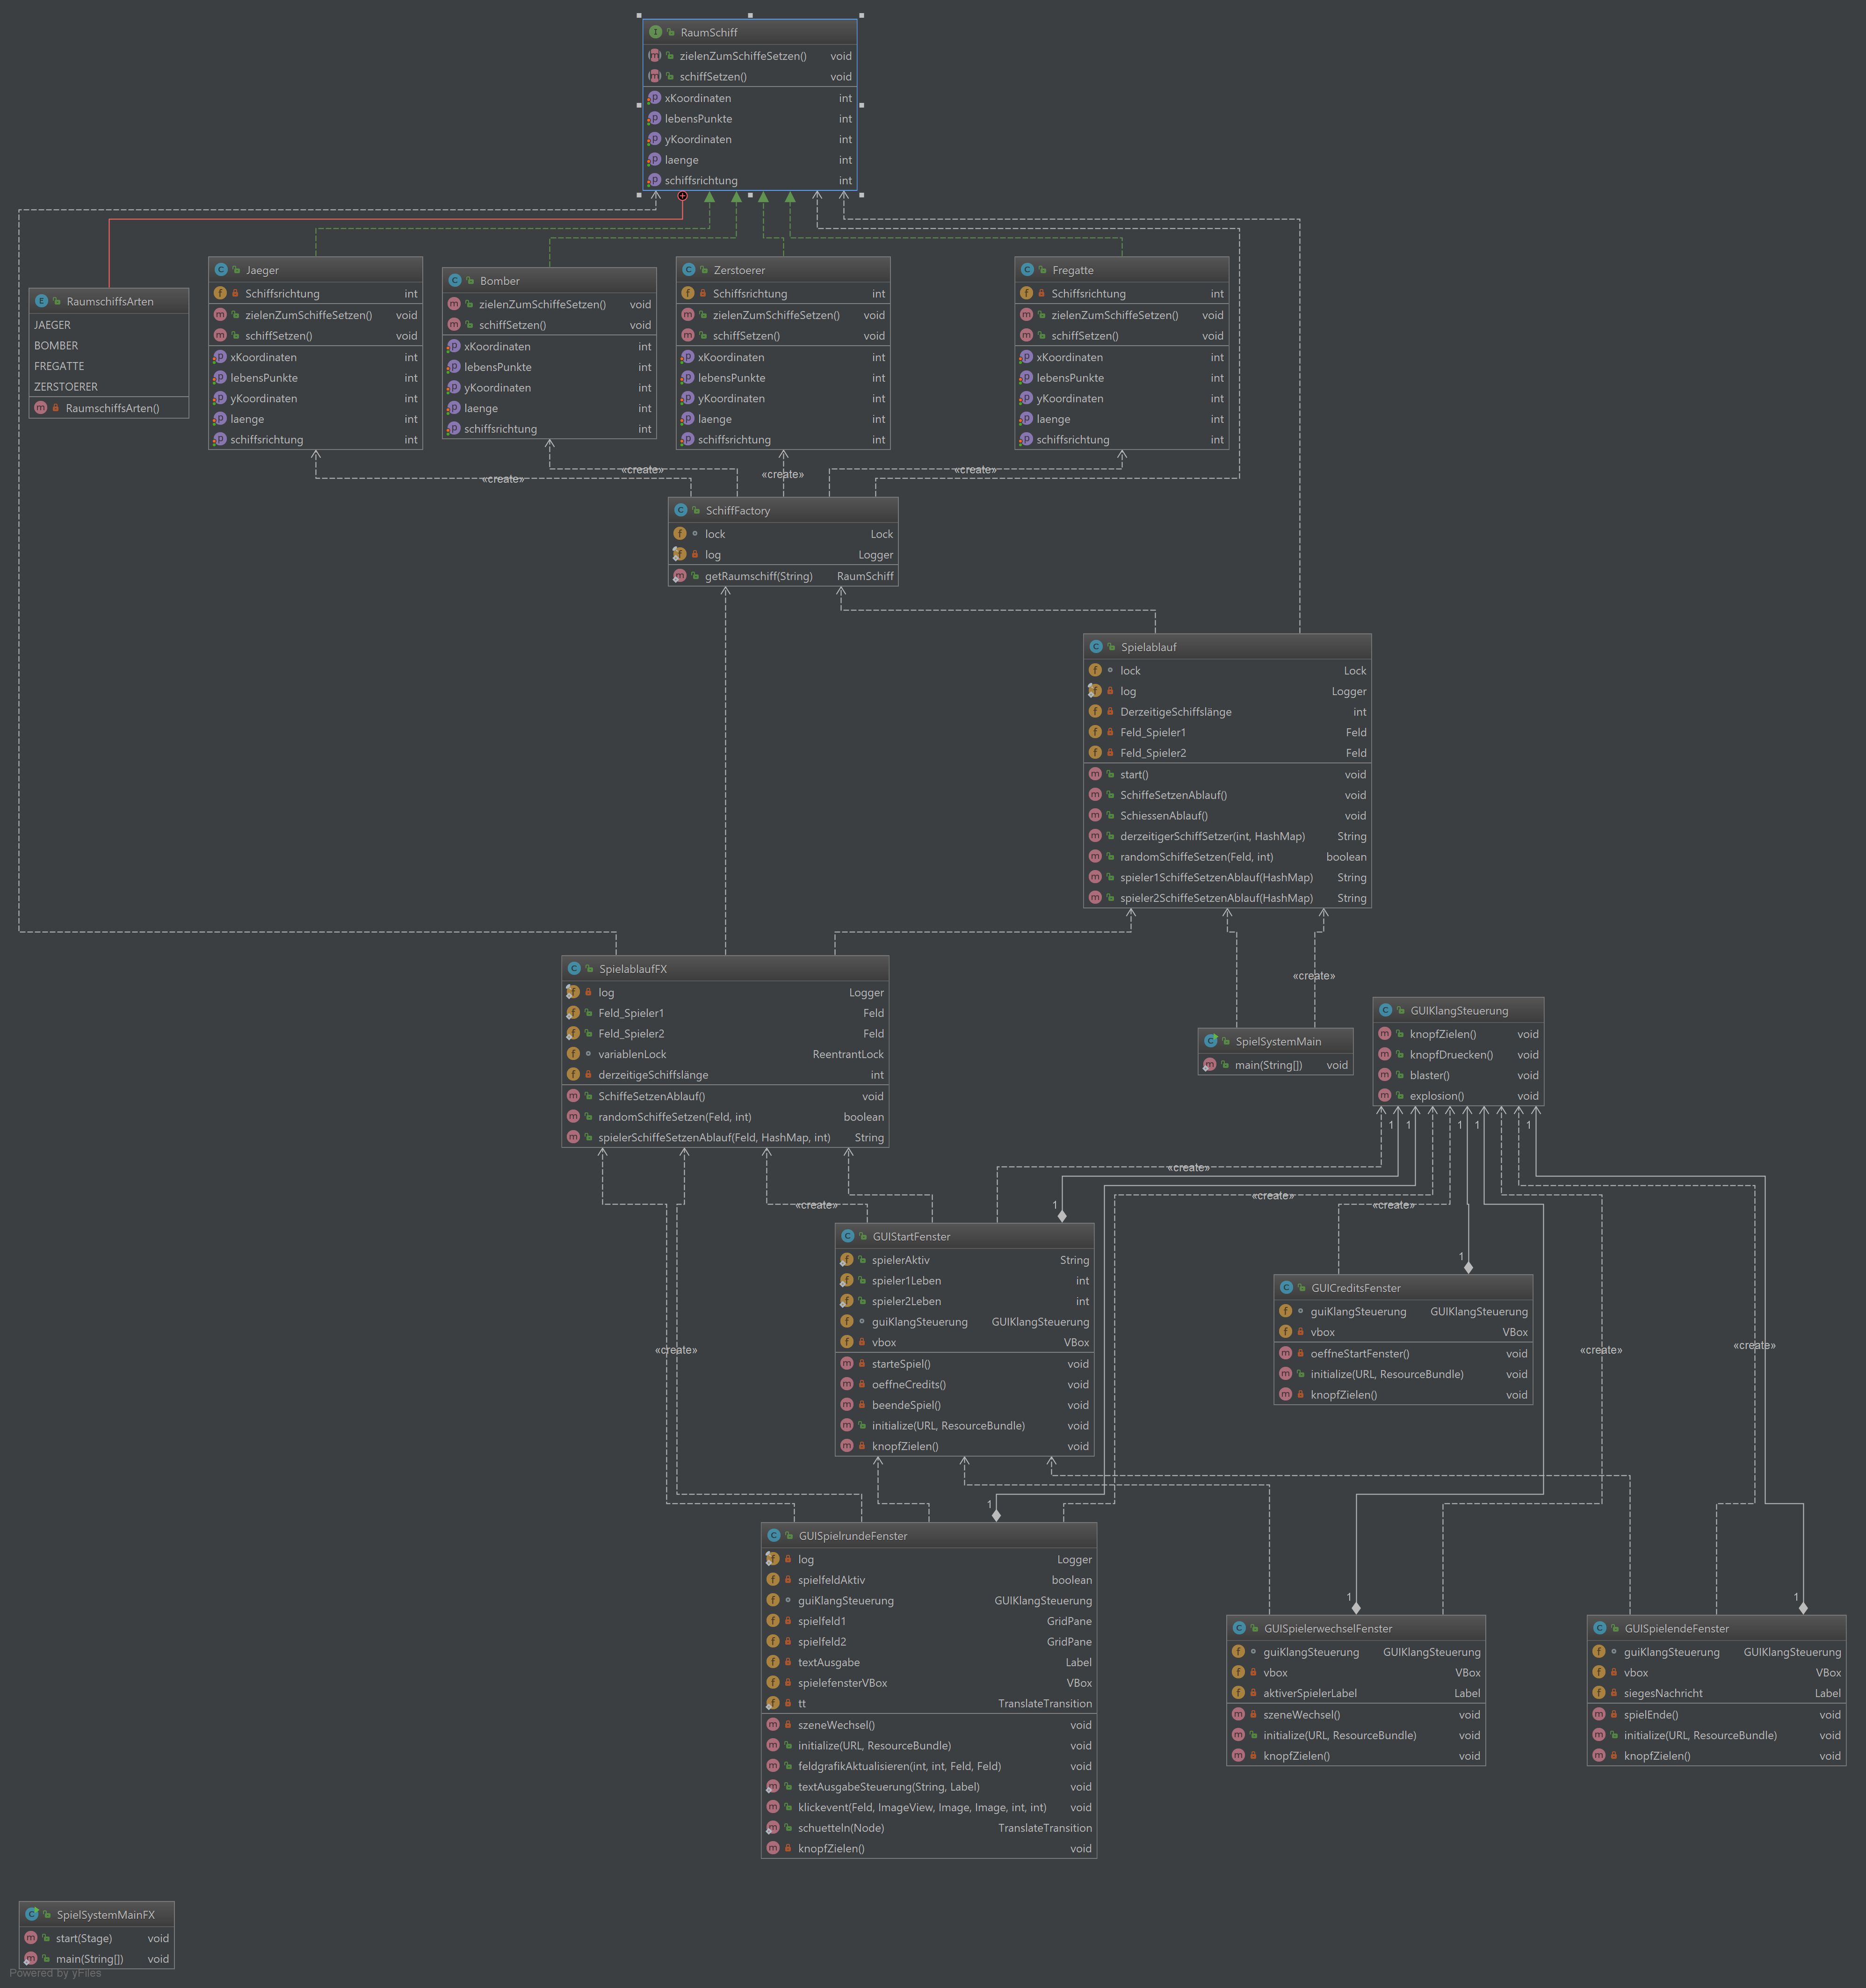 RaumSchiff
zielenZumSchiffeSetzen() void
schiffSetzen() void
xKoordinaten int
lebensPunkte int
yKoordinaten int
laenge int
schiffsrichtung int
RaumschiffsArten
JAEGER
BOMBER
FREGATTE
ZERSTOERER
RaumschiffsArten()
Jaeger
Schiffsrichtung int
zielenZumSchiffeSetzen() void
schiffSetzen() void
xKoordinaten int
lebensPunkte int
yKoordinaten int
laenge int
schiffsrichtung int
Bomber
zielenZumSchiffeSetzen() void
schiffSetzen() void
xKoordinaten int
lebensPunkte int
yKoordinaten int
laenge int
schiffsrichtung int
Zerstoerer
Schiffsrichtung int
zielenZumSchiffeSetzen() void
schiffSetzen() void
xKoordinaten int
lebensPunkte int
yKoordinaten int
laenge int
schiffsrichtung int
Fregatte
Schiffsrichtung int
zielenZumSchiffeSetzen() void
schiffSetzen() void
xKoordinaten int
lebensPunkte int
yKoordinaten int
laenge int
schiffsrichtung int
«create»
«create»
«create»
«create»
SchiffFactory
lock Lock
log Logger
getRaumschiff(String) RaumSchiff
Spielablauf
lock Lock
log Logger
DerzeitigeSchiffslänge int
Feld_Spieler1 Feld
Feld_Spieler2 Feld
start() void
SchiffeSetzenAblauf() void
SchiessenAblauf() void
derzeitigerSchiffSetzer(int, HashMap) String
randomSchiffeSetzen(Feld, int) boolean
spieler1SchiffeSetzenAblauf(HashMap) String
spieler2SchiffeSetzenAblauf(HashMap) String
SpielablaufFX
log Logger
Feld_Spieler1 Feld
Feld_Spieler2 Feld
variablenLock ReentrantLock
derzeitigeSchiffslänge int
SchiffeSetzenAblauf() void
randomSchiffeSetzen(Feld, int) boolean
spielerSchiffeSetzenAblauf(Feld, HashMap, int) String
«create»
SpielSystemMain
main(String[]) void
GUIKlangSteuerung
knopfZielen() void
knopfDruecken() void
blaster() void
explosion() void
1
1
1
1
1
«create»
«create»
«create»
«create»
1
GUIStartFenster
spielerAktiv String
spieler1Leben int
spieler2Leben int
guiKlangSteuerung GUIKlangSteuerung
vbox VBox
starteSpiel() void
oeffneCredits() void
beendeSpiel() void
initialize(URL, ResourceBundle) void
knopfZielen() void
1
GUICreditsFenster
guiKlangSteuerung GUIKlangSteuerung
vbox VBox
oeffneStartFenster() void
initialize(URL, ResourceBundle) void
knopfZielen() void
«create»
«create»
«create»
1
GUISpielrundeFenster
log Logger
spielfeldAktiv boolean
guiKlangSteuerung GUIKlangSteuerung
spielfeld1 GridPane
spielfeld2 GridPane
textAusgabe Label
spielefensterVBox VBox
tt TranslateTransition
szeneWechsel() void
initialize(URL, ResourceBundle) void
feldgrafikAktualisieren(int, int, Feld, Feld) void
textAusgabeSteuerung(String, Label) void
klickevent(Feld, ImageView, Image, Image, int, int) void
schuetteln(Node) TranslateTransition
knopfZielen() void
1
GUISpielerwechselFenster
guiKlangSteuerung GUIKlangSteuerung
vbox VBox
aktiverSpielerLabel Label
szeneWechsel() void
initialize(URL, ResourceBundle) void
knopfZielen() void
1
GUISpielendeFenster
guiKlangSteuerung GUIKlangSteuerung
vbox VBox
siegesNachricht Label
spielEnde() void
initialize(URL, ResourceBundle) void
knopfZielen() void
SpielSystemMainFX
start(Stage) void
main(String[]) void
Powered by yFiles